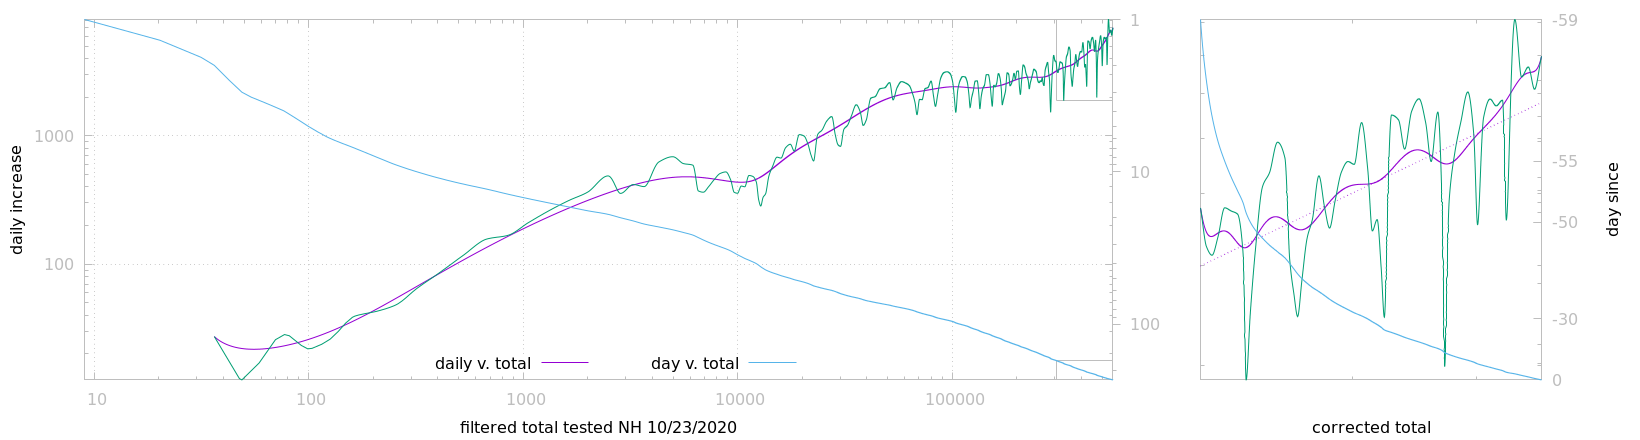 1000
100
daily increase
10
100
1000
10000
100000
filtered total tested NH 10/23/2020
daily v. total
day v. total
1
10
100
-59
-55
-50
-30
0
day since
corrected total